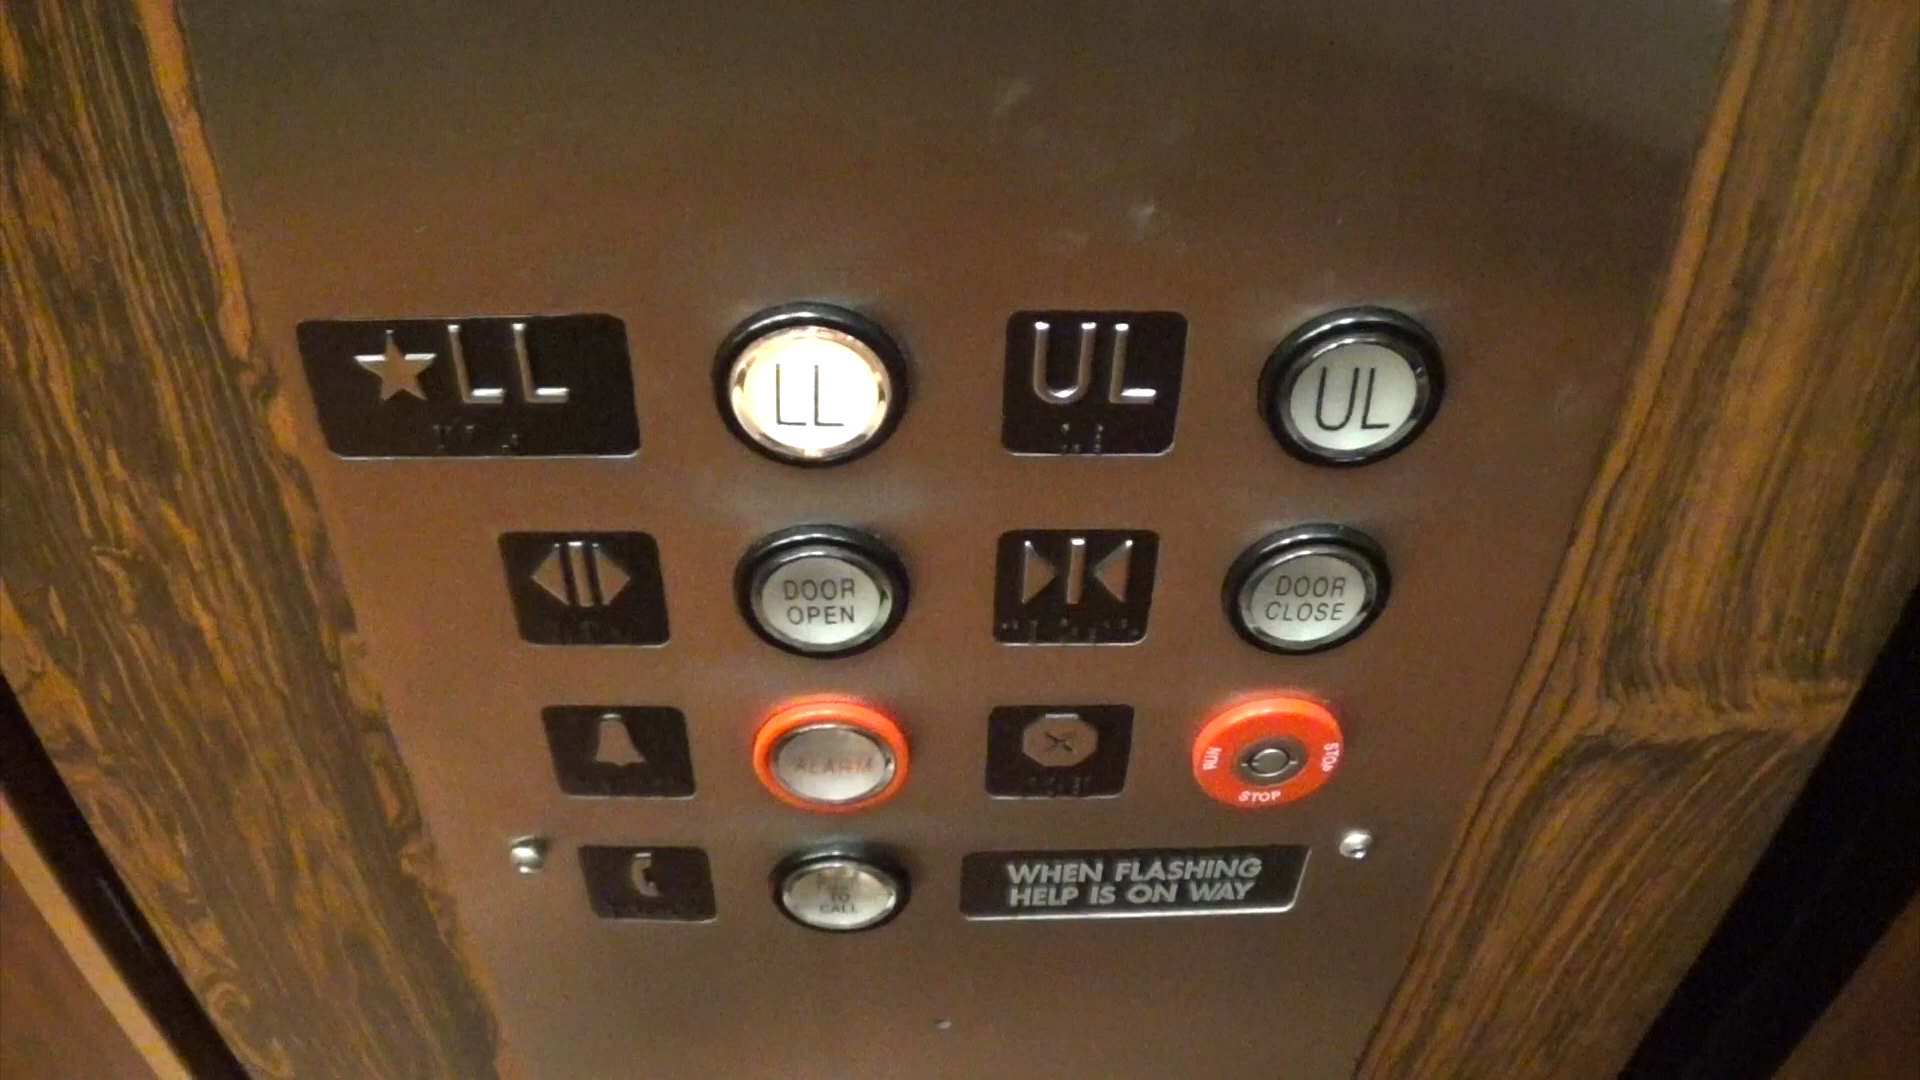 ★LL
LL
UL
UL
DOOR
OPEN
DOOR
CLOSE
ALARM
RUN
STOP
STOP
TO
CALL
WHEN FLASHING
HELP IS ON WAY